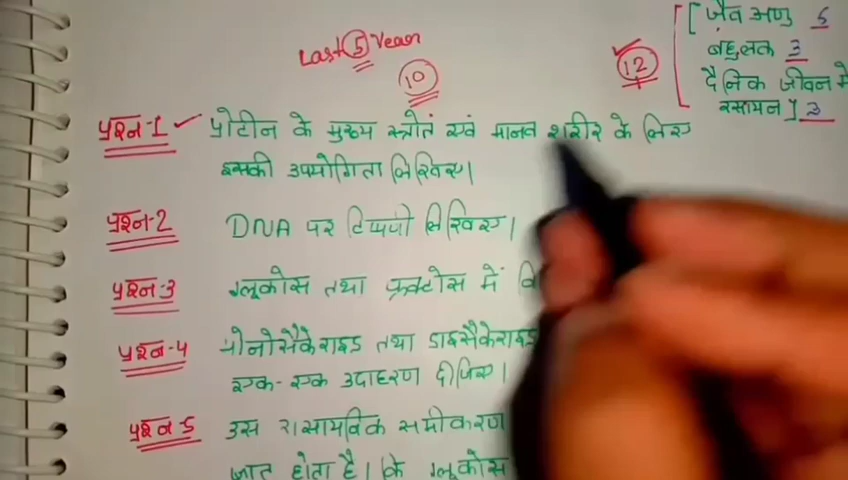 Last 5 Year
10
12
[जैव अणु 5
बहुलक 3
दैनिक जीवन में
रसायन] 3
प्रश्न-1 ✓ प्रोटीन के मुख्य स्त्रोत एवं मानव शरीर के लिए
इसकी उपयोगिता लिखिए।
प्रश्न-2 DNA पर टिप्पणी लिखिए।
प्रश्न-3 ग्लूकोस तथा फ्रक्टोस में
प्रश्न-4 मोनोसैकेराइड तथा डाइसैकेराइड
एक-एक उदाहरण दीजिए।
प्रश्न-5 उस रासायनिक समीकरण
ज्ञात होता है। कि ग्लूकोस